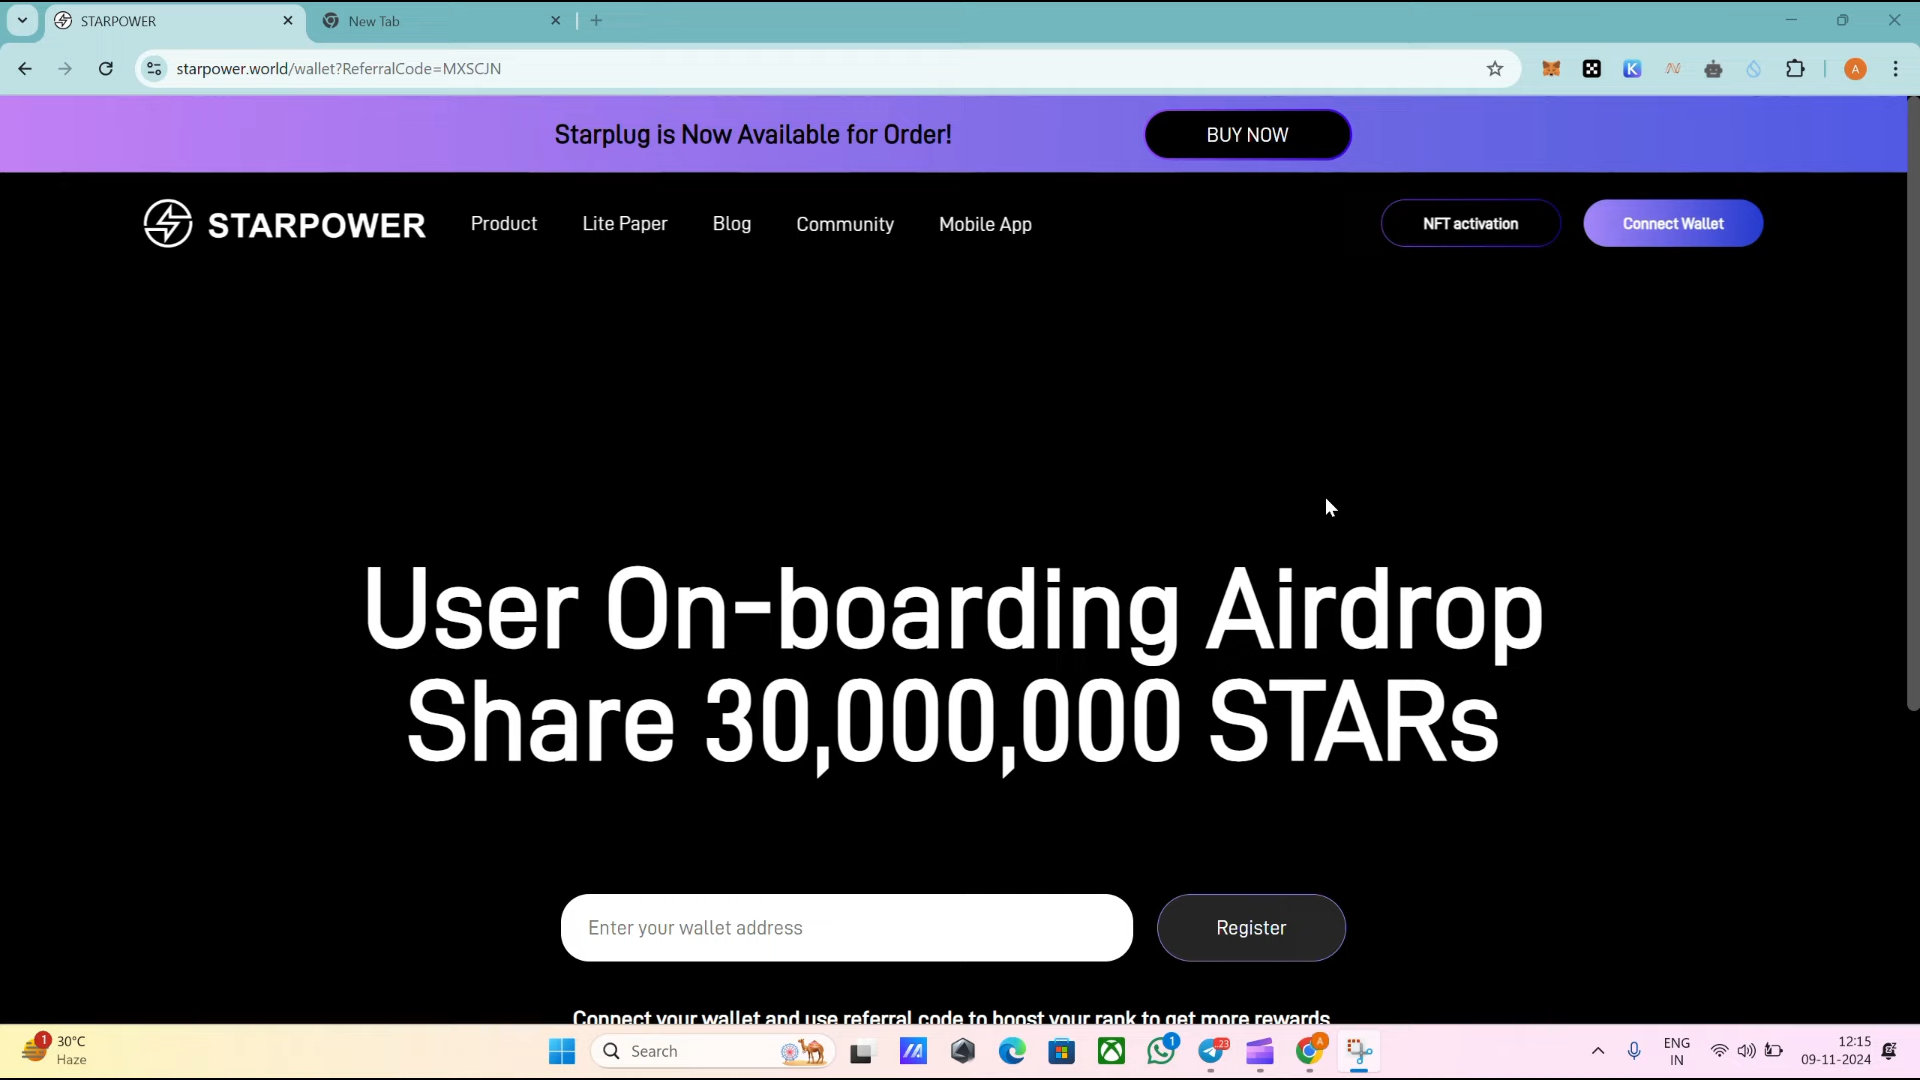 STARPOWER
New Tab
starpower.world/wallet?ReferralCode=MXSCJN
A
Starplug is Now Available for Order!
BUY NOW
STARPOWER
Product
Lite Paper
Blog
Community
Mobile App
NFT activation
Connect Wallet
User On-boarding Airdrop
Share 30,000,000 STARs
Enter your wallet address
Register
Connect your wallet and use referral code to boost your rank to get more rewards
1
30°C
Haze
Search
1
23
A
ENG
IN
12:15
09-11-2024